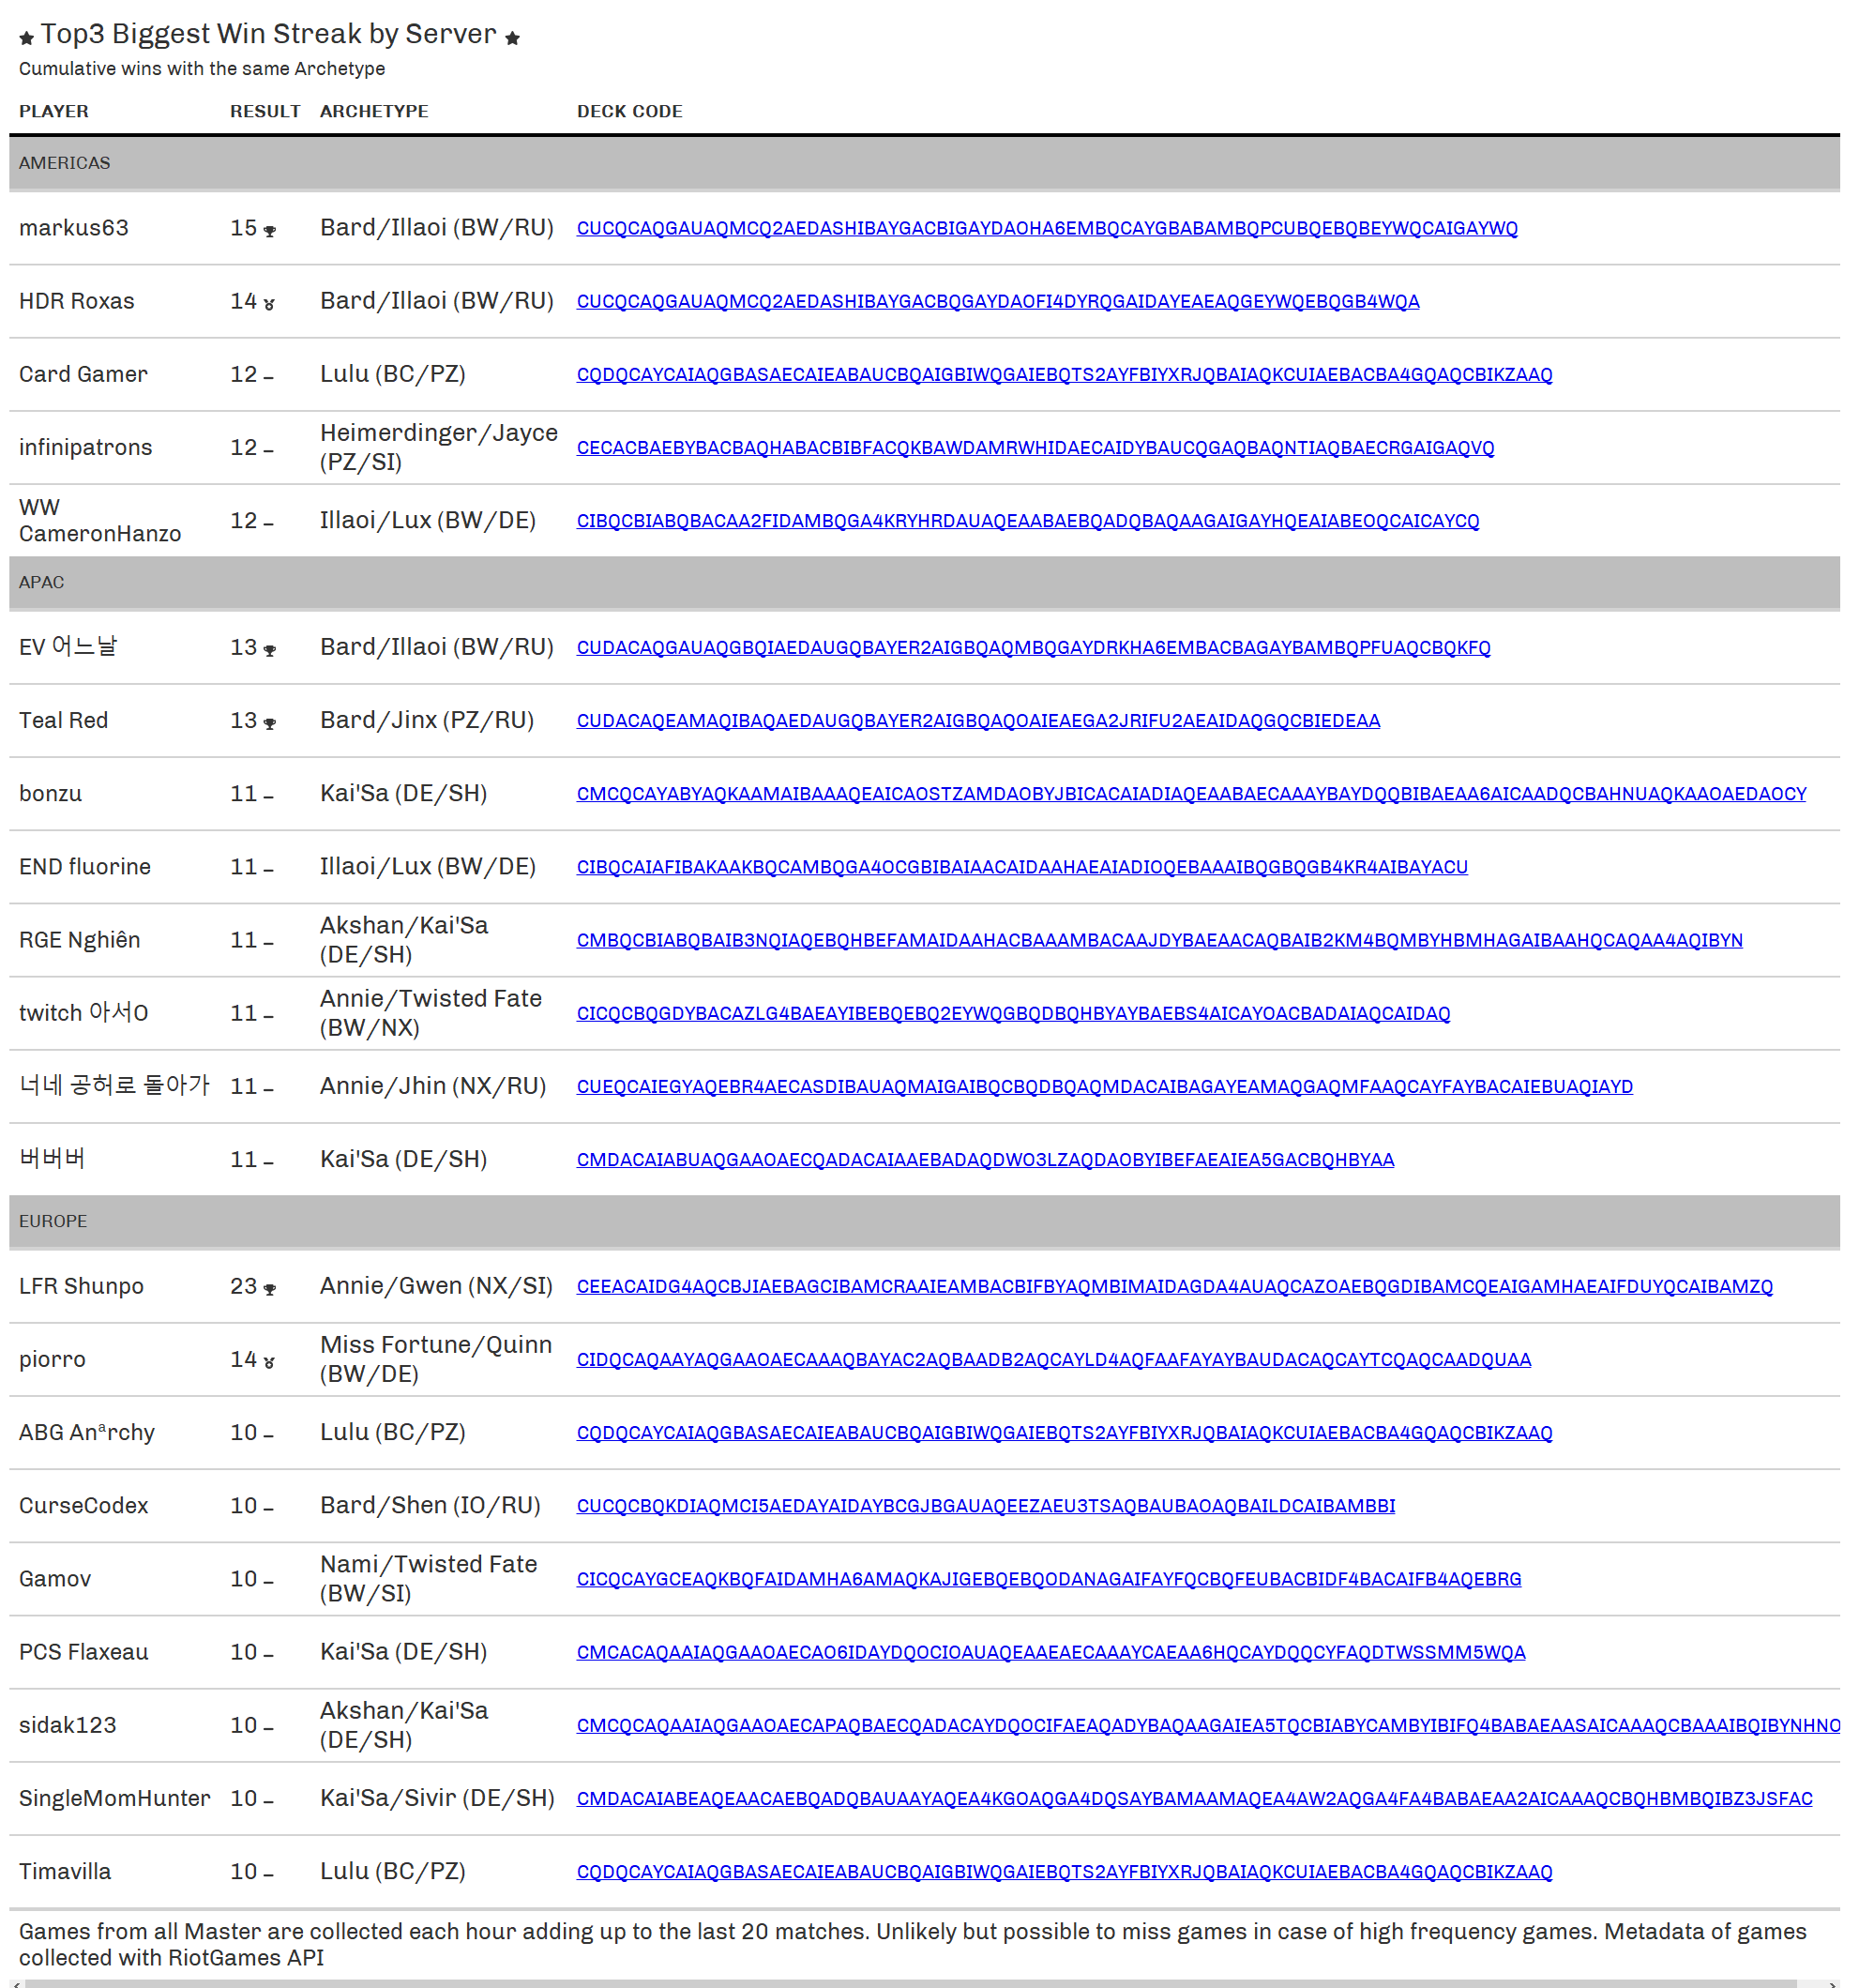 ★ Top3 Biggest Win Streak by Server ★
Cumulative wins with the same Archetype
PLAYER RESULT ARCHETYPE DECK CODE
AMERICAS
markus63 15 Bard/Illaoi (BW/RU) CUCQCAQGAUAQMCQ2AEDASHIBAYGACBIGAYDAOHA6EMBQCAYGBABAMBQPCUBQEBQBEYWQCAIGAYWQ
HDR Roxas 14 Bard/Illaoi (BW/RU) CUCQCAQGAUAQMCQ2AEDASHIBAYGACBQGAYDAOFI4DYRQGAIDAYEAEAQGEYWQEBQGB4WQA
Card Gamer 12 – Lulu (BC/PZ) CQDQCAYCAIAQGBASAECAIEABAUCBQAIGBIWQGAIEBQTS2AYFBIYXRJQBAIAQKCUIAEBACBA4GQAQCBIKZAAQ
infinipatrons 12 – Heimerdinger/Jayce (PZ/SI) CECACBAEBYBACBAQHABACBIBFACQKBAWDAMRWHIDAECAIDYBAUCQGAQBAQNTIAQBAECRGAIGAQVQ
WW CameronHanzo 12 – Illaoi/Lux (BW/DE) CIBQCBIABQBACAA2FIDAMBQGA4KRYHRDAUAQEAABAEBQADQBAQAAGAIGAYHQEAIABEOQCAICAYCQ
APAC
EV 어느날 13 Bard/Illaoi (BW/RU) CUDACAQGAUAQGBQIAEDAUGQBAYER2AIGBQAQMBQGAYDRKHA6EMBACBAGAYBAMBQPFUAQCBQKFQ
Teal Red 13 Bard/Jinx (PZ/RU) CUDACAQEAMAQIBAQAEDAUGQBAYER2AIGBQAQOAIEAEGA2JRIFU2AEAIDAQGQCBIEDEAA
bonzu 11 – Kai'Sa (DE/SH) CMCQCAYABYAQKAAMAIBAAAQEAICAOSTZAMDAOBYJBICACAIADIAQEAABAECAAAYBAYDQQBIBAEAA6AICAADQCBAHNUAQKAAOAEDAOCY
END fluorine 11 – Illaoi/Lux (BW/DE) CIBQCAIAFIBAKAAKBQCAMBQGA4OCGBIBAIAACAIDAAHAEAIADIOQEBAAAIBQGBQGB4KR4AIBAYACU
RGE Nghiên 11 – Akshan/Kai'Sa (DE/SH) CMBQCBIABQBAIB3NQIAQEBQHBEFAMAIDAAHACBAAAMBACAAJDYBAEAACAQBAIB2KM4BQMBYHBMHAGAIBAAHQCAQAA4AQIBYN
twitch 아서O 11 – Annie/Twisted Fate (BW/NX) CICQCBQGDYBACAZLG4BAEAYIBEBQEBQ2EYWQGBQDBQHBYAYBAEBS4AICAYOACBADAIAQCAIDAQ
너네 공허로 돌아가 11 – Annie/Jhin (NX/RU) CUEQCAIEGYAQEBR4AECASDIBAUAQMAIGAIBQCBQDBQAQMDACAIBAGAYEAMAQGAQMFAAQCAYFAYBACAIEBUAQIAYD
버버버 11 – Kai'Sa (DE/SH) CMDACAIABUAQGAAOAECQADACAIAAEBADAQDWO3LZAQDAOBYIBEFAEAIEA5GACBQHBYAA
EUROPE
LFR Shunpo 23 Annie/Gwen (NX/SI) CEEACAIDG4AQCBJIAEBAGCIBAMCRAAIEAMBACBIFBYAQMBIMAIDAGDA4AUAQCAZOAEBQGDIBAMCQEAIGAMHAEAIFDUYQCAIBAMZQ
piorro 14 Miss Fortune/Quinn (BW/DE) CIDQCAQAAYAQGAAOAECAAAQBAYAC2AQBAADB2AQCAYLD4AQFAAFAYAYBAUDACAQCAYTCQAQCAADQUAA
ABG Anᵃrchy 10 – Lulu (BC/PZ) CQDQCAYCAIAQGBASAECAIEABAUCBQAIGBIWQGAIEBQTS2AYFBIYXRJQBAIAQKCUIAEBACBA4GQAQCBIKZAAQ
CurseCodex 10 – Bard/Shen (IO/RU) CUCQCBQKDIAQMCI5AEDAYAIDAYBCGJBGAUAQEEZAEU3TSAQBAUBAOAQBAILDCAIBAMBBI
Gamov 10 – Nami/Twisted Fate (BW/SI) CICQCAYGCEAQKBQFAIDAMHA6AMAQKAJIGEBQEBQODANAGAIFAYFQCBQFEUBACBIDF4BACAIFB4AQEBRG
PCS Flaxeau 10 – Kai'Sa (DE/SH) CMCACAQAAIAQGAAOAECAO6IDAYDQOCIOAUAQEAAEAECAAAYCAEAA6HQCAYDQQCYFAQDTWSSMM5WQA
sidak123 10 – Akshan/Kai'Sa (DE/SH) CMCQCAQAAIAQGAAOAECAPAQBAECQADACAYDQOCIFAEAQADYBAQAAGAIEA5TQCBIABYCAMBYIBIFQ4BABAEAASAICAAAQCBAAAIBQIBYNHNO
SingleMomHunter 10 – Kai'Sa/Sivir (DE/SH) CMDACAIABEAQEAACAEBQADQBAUAAYAQEA4KGOAQGA4DQSAYBAMAAMAQEA4AW2AQGA4FA4BABAEAA2AICAAAQCBQHBMBQIBZ3JSFAC
Timavilla 10 – Lulu (BC/PZ) CQDQCAYCAIAQGBASAECAIEABAUCBQAIGBIWQGAIEBQTS2AYFBIYXRJQBAIAQKCUIAEBACBA4GQAQCBIKZAAQ
Games from all Master are collected each hour adding up to the last 20 matches. Unlikely but possible to miss games in case of high frequency games. Metadata of games
collected with RiotGames API